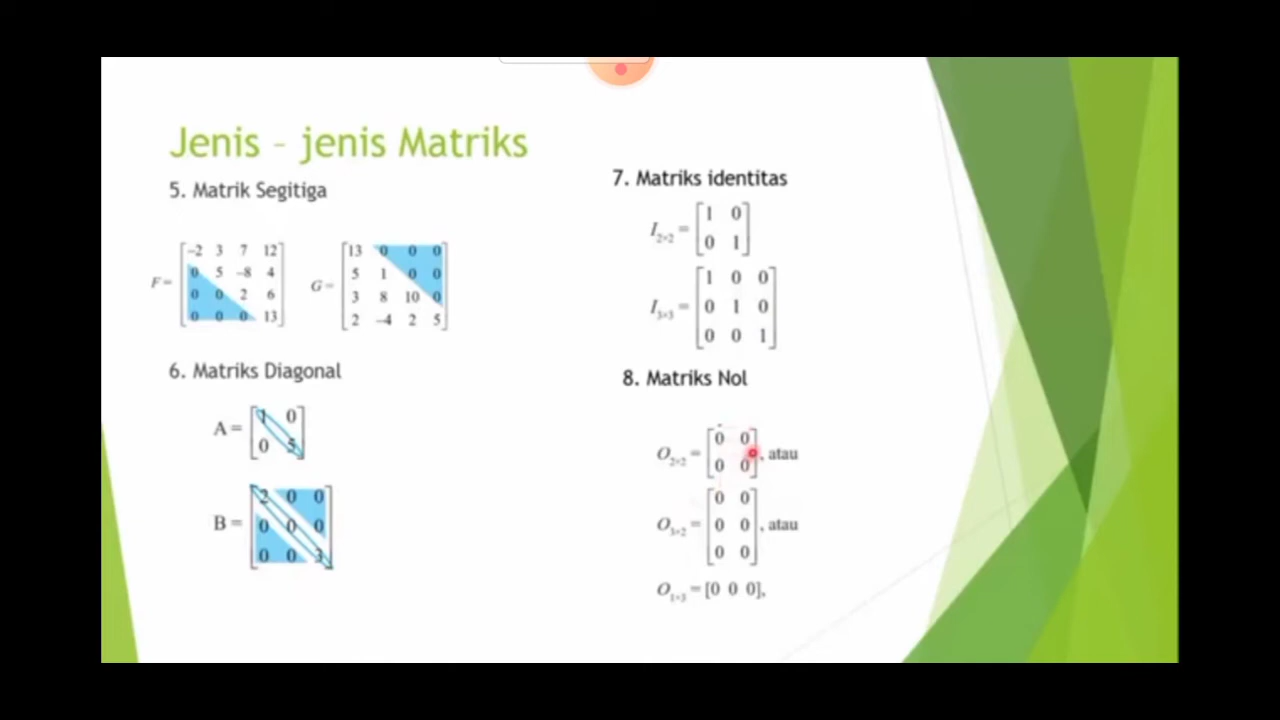 Jenis – jenis Matriks
5. Matrik Segitiga
F =
-2 3 7 12
0 5 -8 4
0 0 2 6
0 0 0 13
G =
13 0 0 0
5 1 0 0
3 8 10 0
2 -4 2 5
6. Matriks Diagonal
A =
1 0
0 5
B =
2 0 0
0 0 0
0 0 3
7. Matriks identitas
I2×2 =
1 0
0 1
I3×3 =
1 0 0
0 1 0
0 0 1
8. Matriks Nol
O2×2 =
0 0
0 0
, atau
O3×2 =
0 0
0 0
0 0
, atau
O1×3 = [0 0 0],